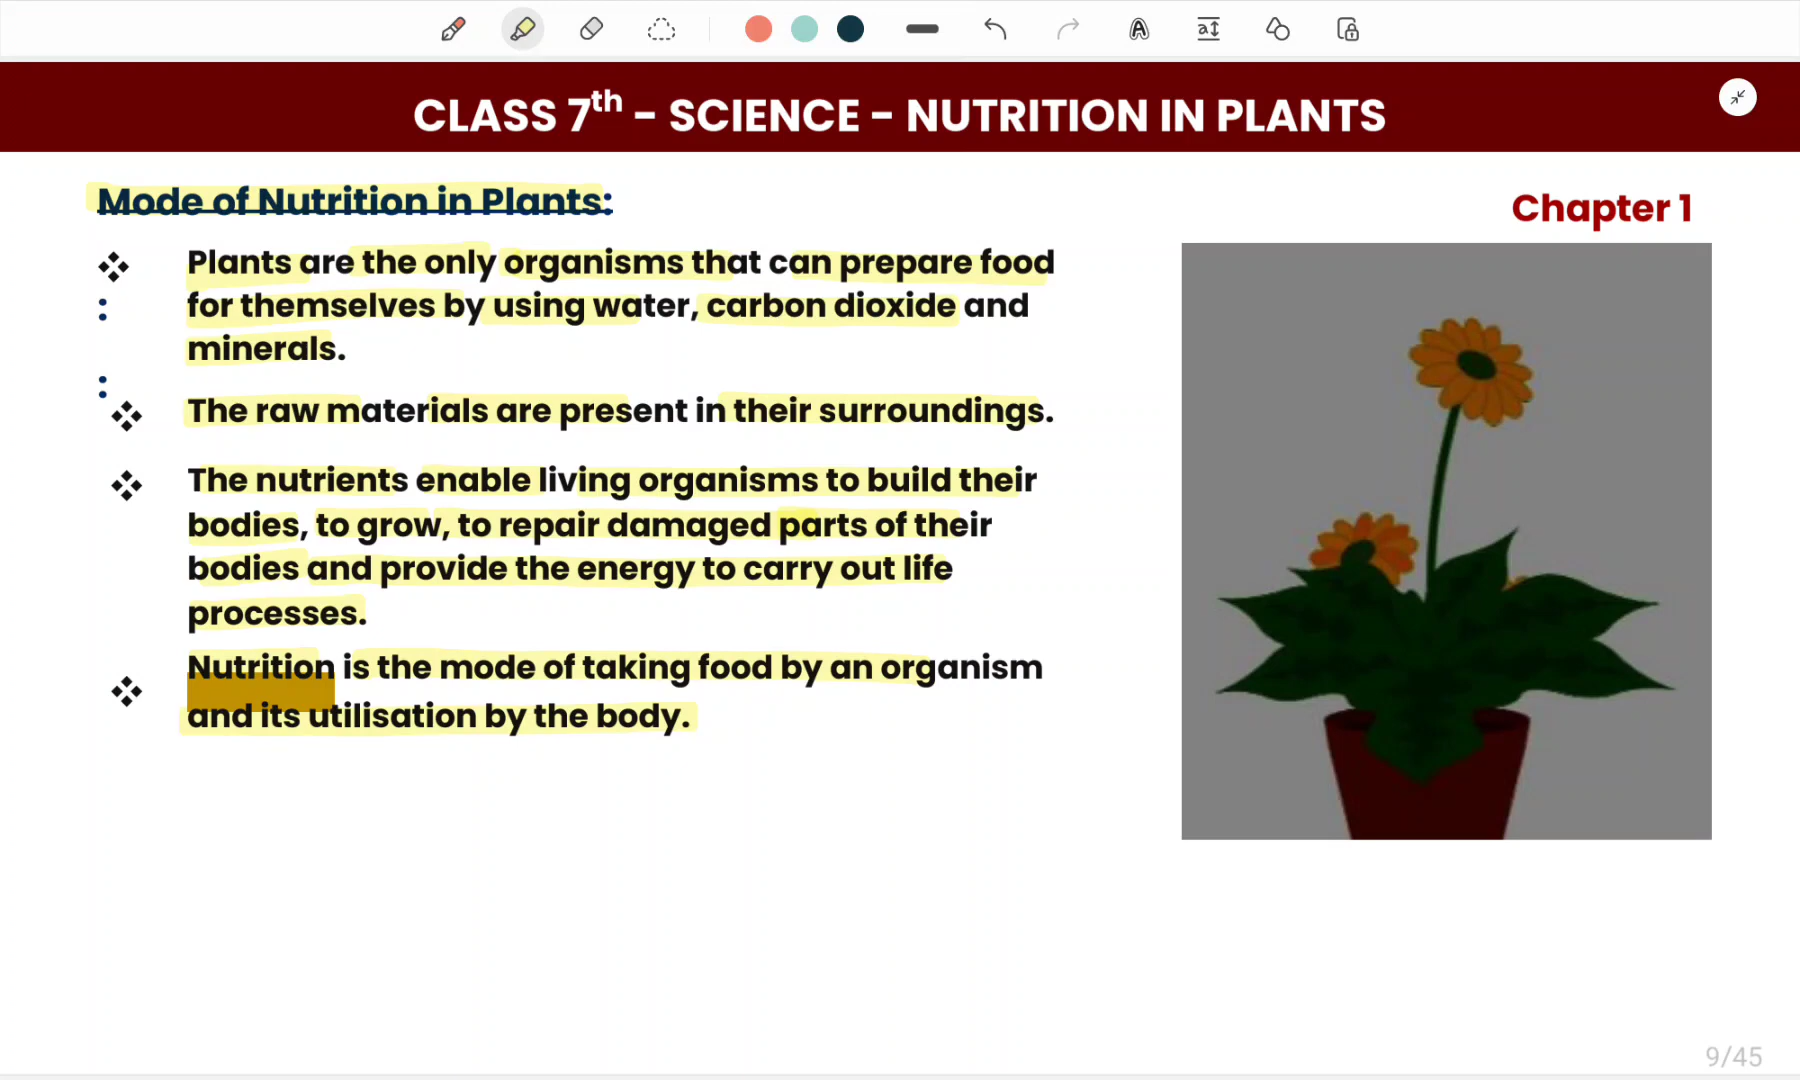 CLASS 7th - SCIENCE - NUTRITION IN PLANTS
Mode of Nutrition in Plants:
Chapter 1
Plants are the only organisms that can prepare food
for themselves by using water, carbon dioxide and
minerals.
The raw materials are present in their surroundings.
The nutrients enable living organisms to build their
bodies, to grow, to repair damaged parts of their
bodies and provide the energy to carry out life
processes.
Nutrition is the mode of taking food by an organism
and its utilisation by the body.
9/45